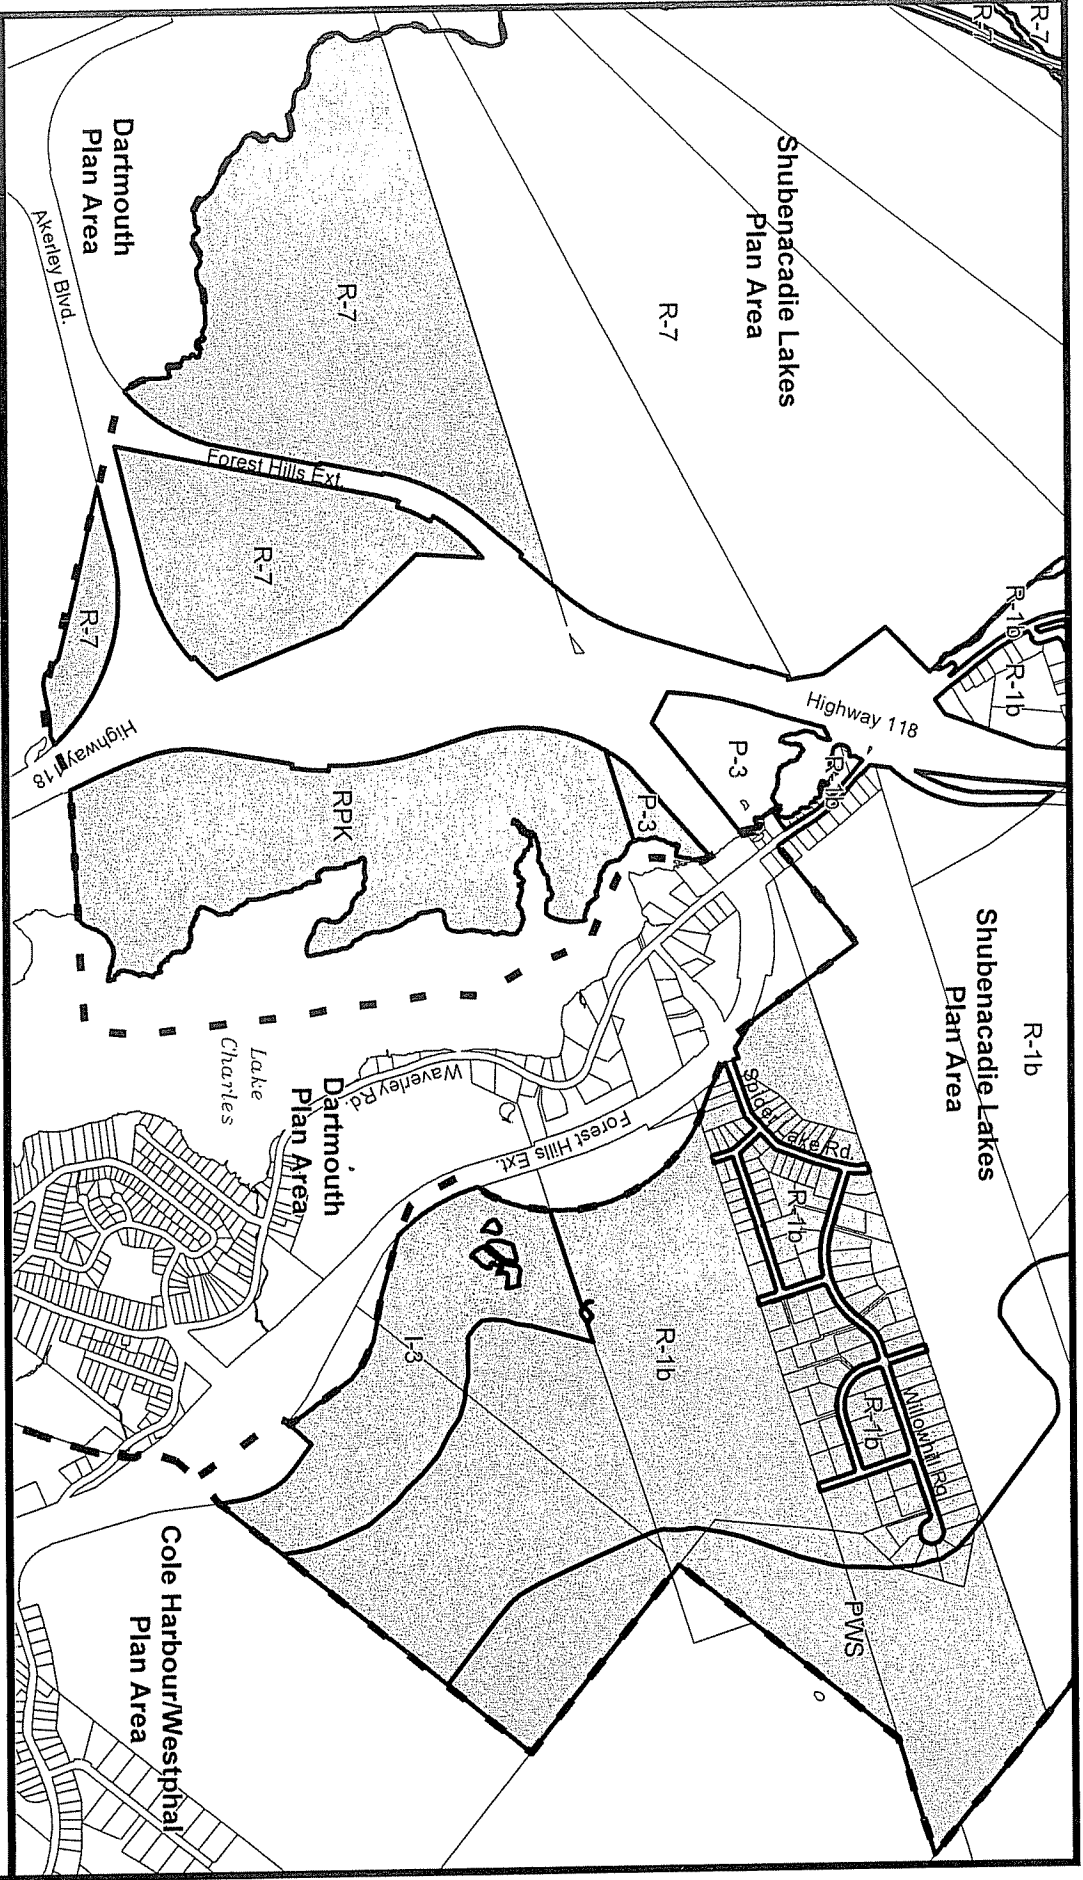 R-7
R-7
Shubenacadie Lakes
Plan Area
Dartmouth
Plan Area
Akerley Blvd.
R-7
R-7
Forest Hills Ext.
R-7
R-7
R-1b
R-1b
Highway 118
Highway 118
P-3
R-1b
P-3
RPK
Shubenacadie Lakes
Plan Area
R-1b
Lake
Charles
Waverley Rd.
Dartmouth
Plan Area
Forest Hills Ext.
Spider Lake Rd.
R-1b
R-1b
I-3
Willowhill Rd
R-1b
PWS
Cole Harbour/Westphal
Plan Area